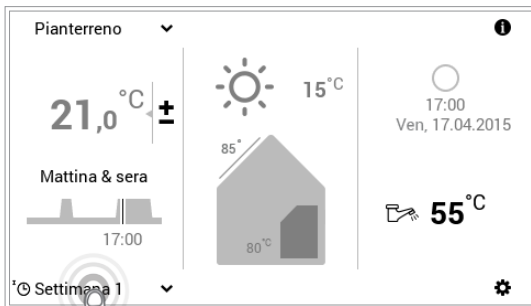 Pianterreno
21,0 °C ±
Mattina & sera
17:00
Settimana 1
15°C
85°
80°C
17:00
Ven, 17.04.2015
55°C